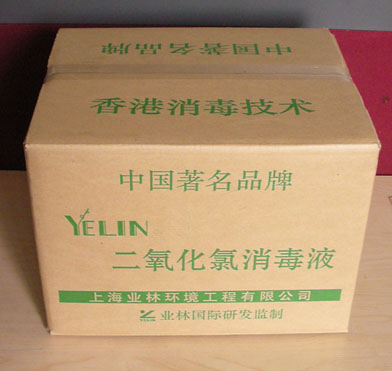 中国著名品牌
香港消毒技术
中国著名品牌
YELIN
二氧化氯消毒液
上海业林环境工程有限公司
业林国际研发监制